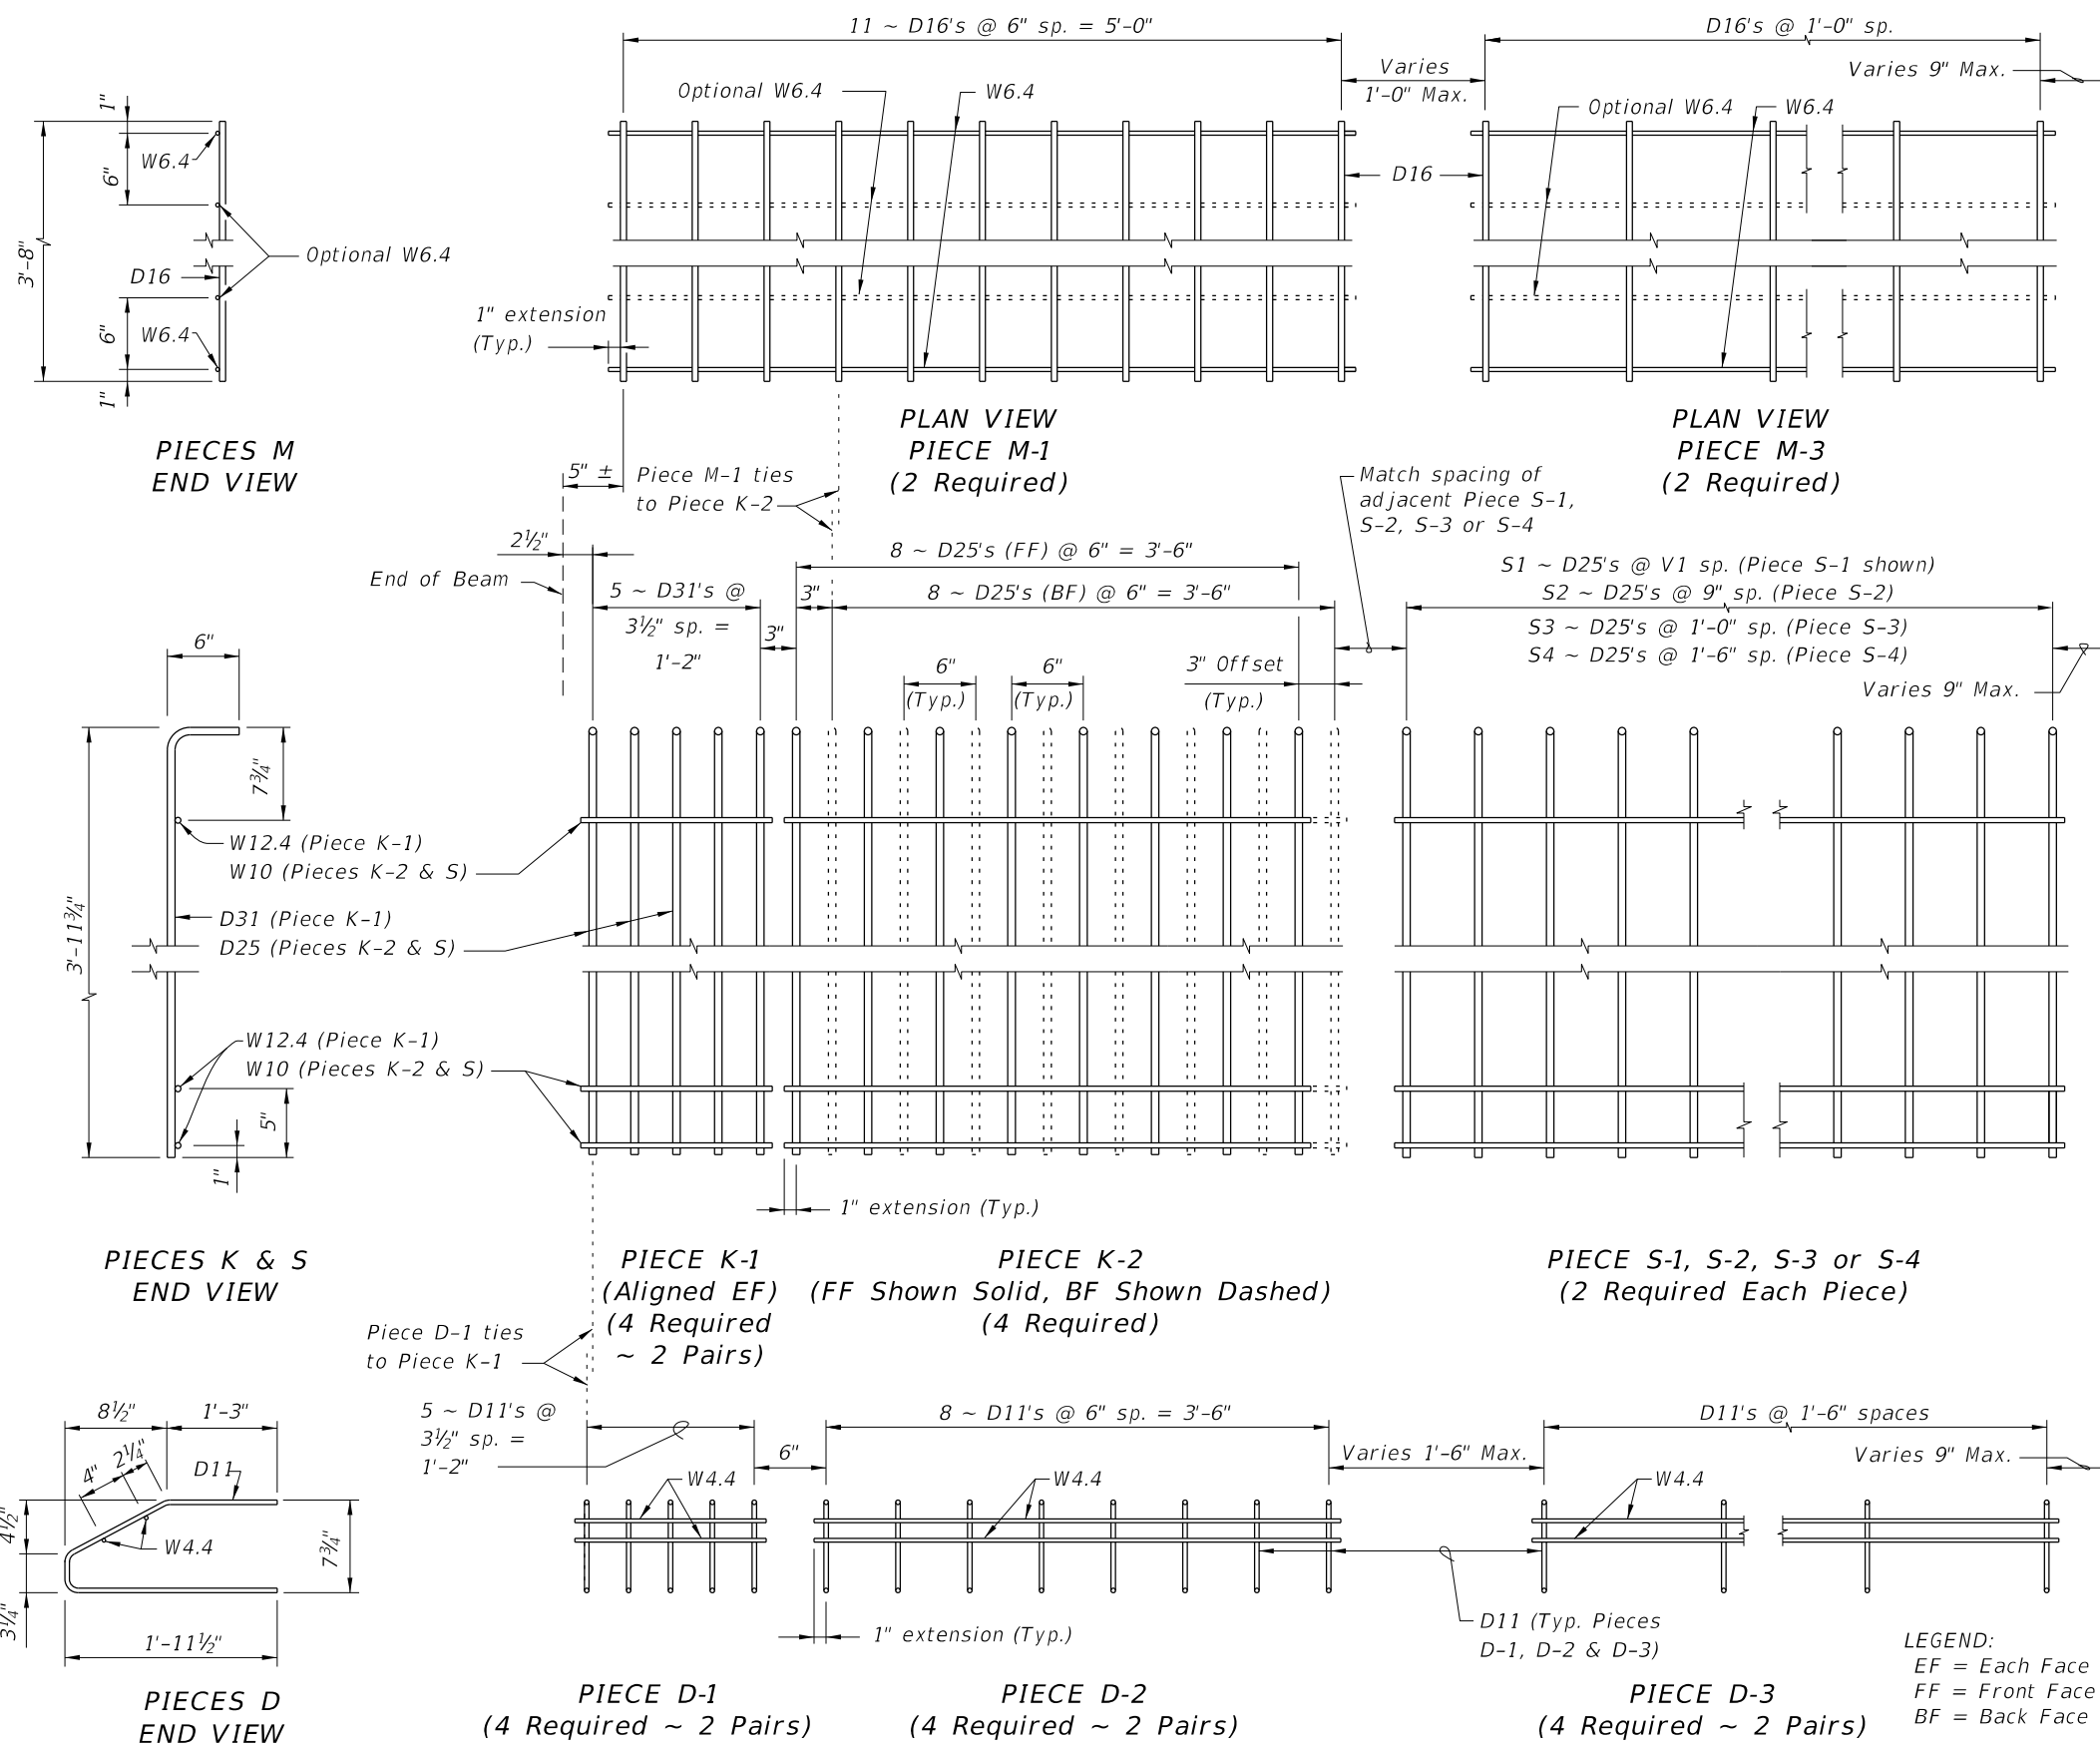 11 ~ D16's @ 6" sp. = 5'-0"
D16's @ 1'-0" sp.
Varies
1'-0" Max.
Varies 9" Max.
Optional W6.4
W6.4
Optional W6.4
W6.4
1"
6"
W6.4
3'-8"
Optional W6.4
D16
6"
W6.4
1"
D16
1" extension
(Typ.)
PIECES M
END VIEW
PLAN VIEW
PIECE M-1
(2 Required)
PLAN VIEW
PIECE M-3
(2 Required)
5" ±
Piece M-1 ties
to Piece K-2
Match spacing of
adjacent Piece S-1,
S-2, S-3 or S-4
2½"
End of Beam
8 ~ D25's (FF) @ 6" = 3'-6"
5 ~ D31's @
3½" sp. =
1'-2"
3"
8 ~ D25's (BF) @ 6" = 3'-6"
3"
S1 ~ D25's @ V1 sp. (Piece S-1 shown)
S2 ~ D25's @ 9" sp. (Piece S-2)
S3 ~ D25's @ 1'-0" sp. (Piece S-3)
S4 ~ D25's @ 1'-6" sp. (Piece S-4)
6"
(Typ.)
6"
(Typ.)
3" Offset
(Typ.)
Varies 9" Max.
6"
7¾"
3'-11¾"
W12.4 (Piece K-1)
W10 (Pieces K-2 & S)
D31 (Piece K-1)
D25 (Pieces K-2 & S)
W12.4 (Piece K-1)
W10 (Pieces K-2 & S)
5"
1"
1" extension (Typ.)
PIECES K & S
END VIEW
PIECE K-1
(Aligned EF)
(4 Required
~ 2 Pairs)
PIECE K-2
(FF Shown Solid, BF Shown Dashed)
(4 Required)
PIECE S-1, S-2, S-3 or S-4
(2 Required Each Piece)
Piece D-1 ties
to Piece K-1
8½"
1'-3"
4"
2¼"
D11
4½"
W4.4
7¾"
3¼"
1'-11½"
5 ~ D11's @
3½" sp. =
1'-2"
6"
W4.4
8 ~ D11's @ 6" sp. = 3'-6"
W4.4
Varies 1'-6" Max.
D11's @ 1'-6" spaces
Varies 9" Max.
W4.4
1" extension (Typ.)
D11 (Typ. Pieces
D-1, D-2 & D-3)
LEGEND:
EF = Each Face
FF = Front Face
BF = Back Face
PIECES D
END VIEW
PIECE D-1
(4 Required ~ 2 Pairs)
PIECE D-2
(4 Required ~ 2 Pairs)
PIECE D-3
(4 Required ~ 2 Pairs)